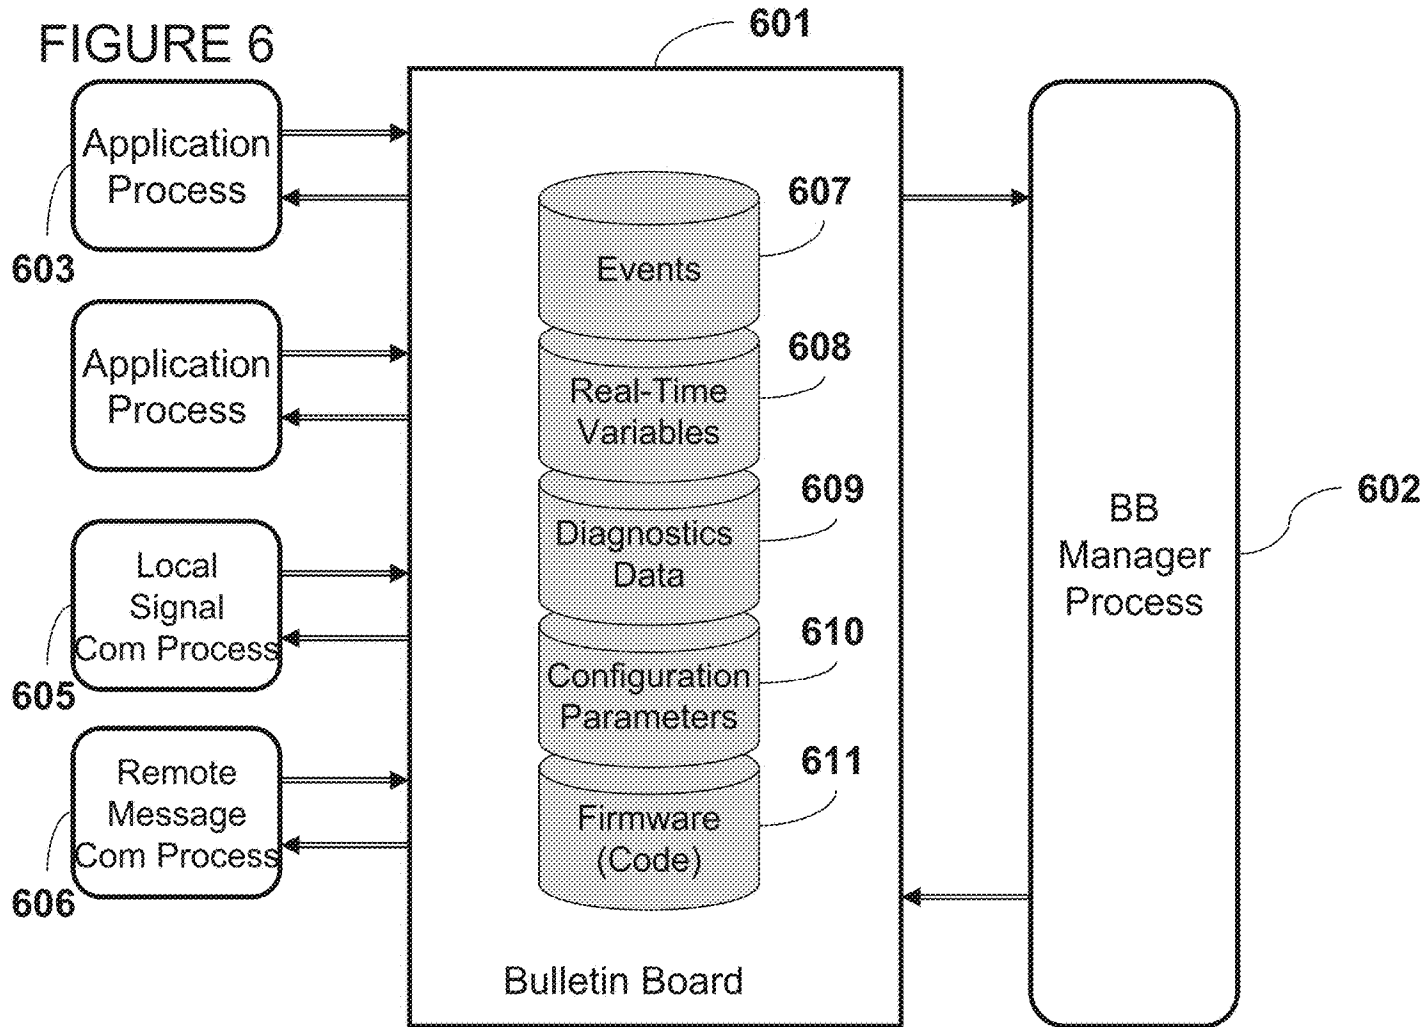 FIGURE 6
601
Application
Process
603
Application
Process
Local
Signal
Com Process
605
Remote
Message
Com Process
606
607
Events
608
Real-Time
Variables
609
Diagnostics
Data
610
Configuration
Parameters
611
Firmware
(Code)
Bulletin Board
BB
Manager
Process
602